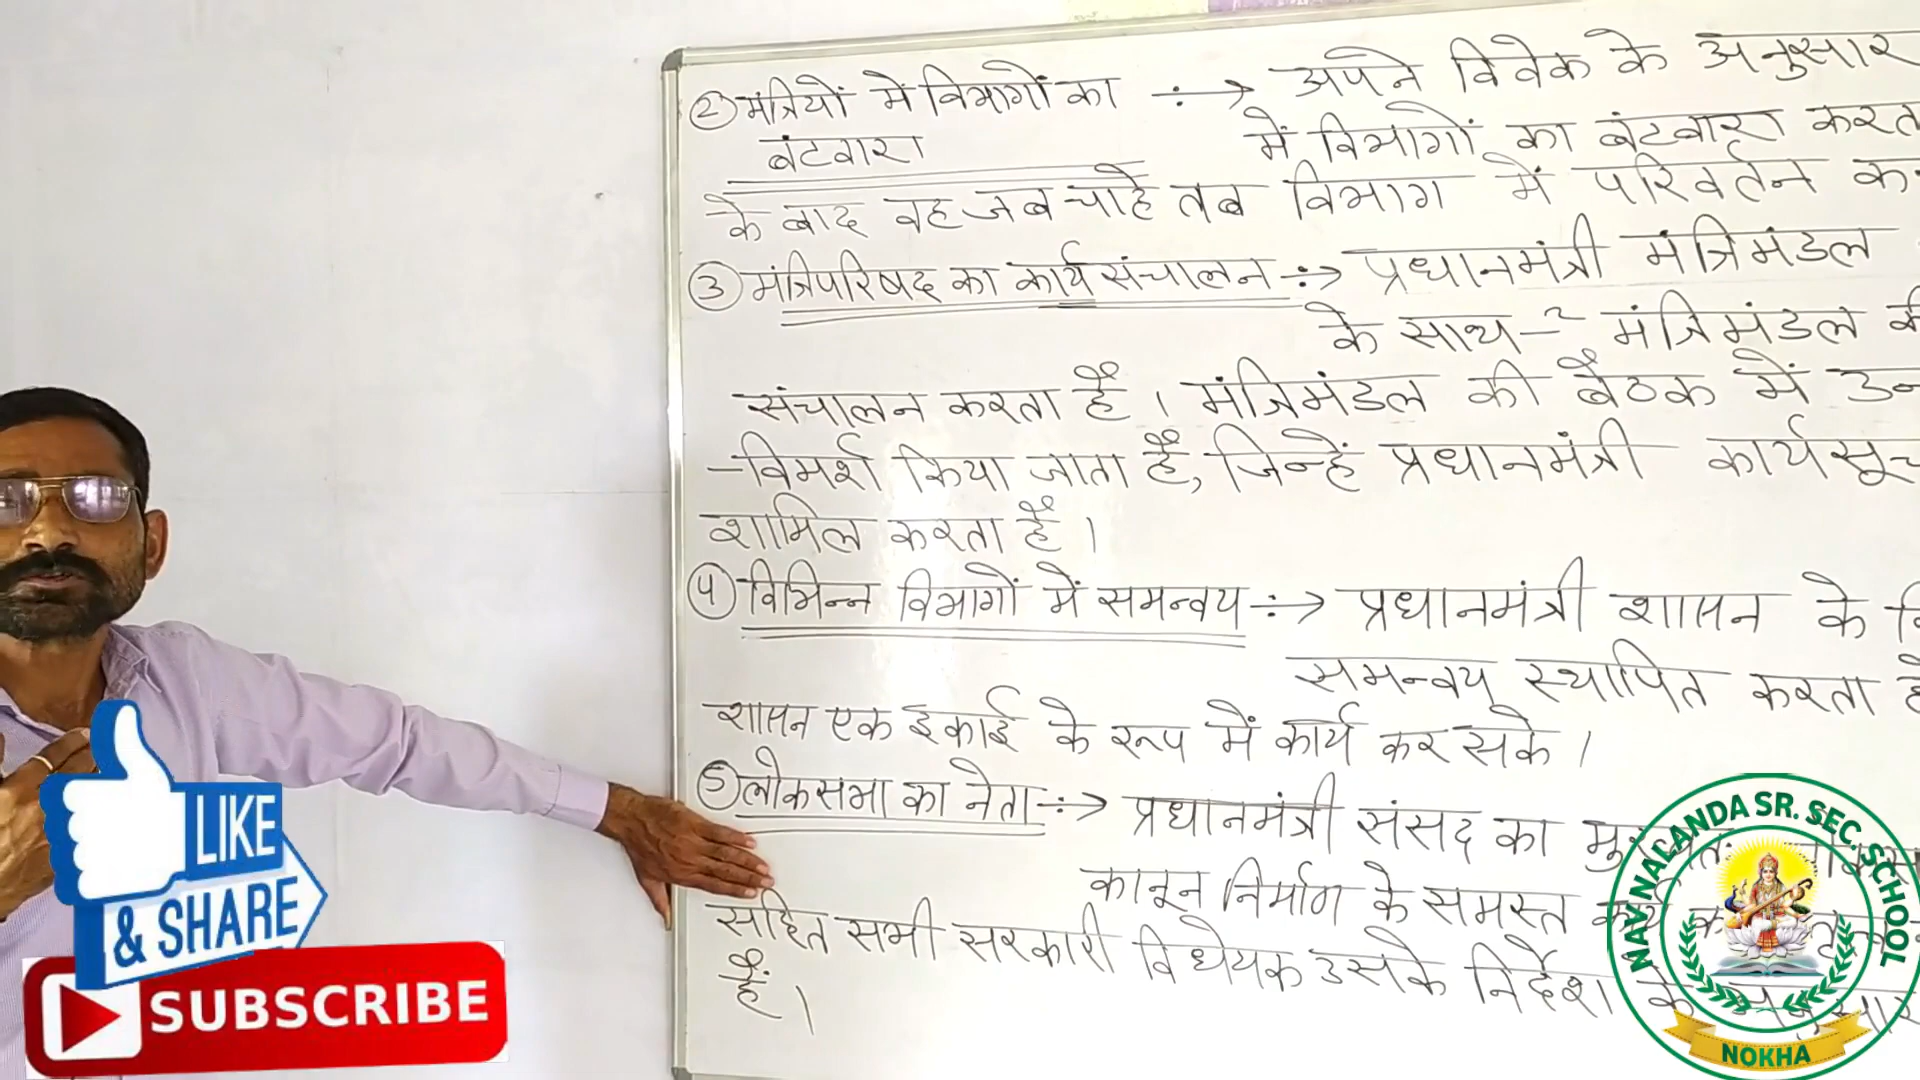 ② मंत्रियों में विभागों का ÷→ अपने विवेक के अनुसार
बंटवारा में विभागों का बंटवारा करत
के बाद वह जब चाहे तब विभाग में परिवर्तन
③ मंत्रिपरिषद का कार्य संचालन ÷→ प्रधानमंत्री मंत्रिमंडल
के साथ-२ मंत्रिमंडल की
संचालन करता है। मंत्रिमंडल की बैठक में उन
-विमर्श किया जाता है, जिन्हें प्रधानमंत्री कार्यसूच
शामिल करता है।
④ विभिन्न विभागों में समन्वय ÷→ प्रधानमंत्री शासन के
समन्वय स्थापित करता है
शासन एक इकाई के रूप में कार्य कर सके।
⑤ लोकसभा का नेता ÷→ प्रधानमंत्री संसद का
कानून निर्माण के समस्त
सहित सभी सरकारी विधेयक उसके निर्देश के
हैं।
LIKE
& SHARE
SUBSCRIBE
NAV NALANDA SR. SEC. SCHOOL
NOKHA